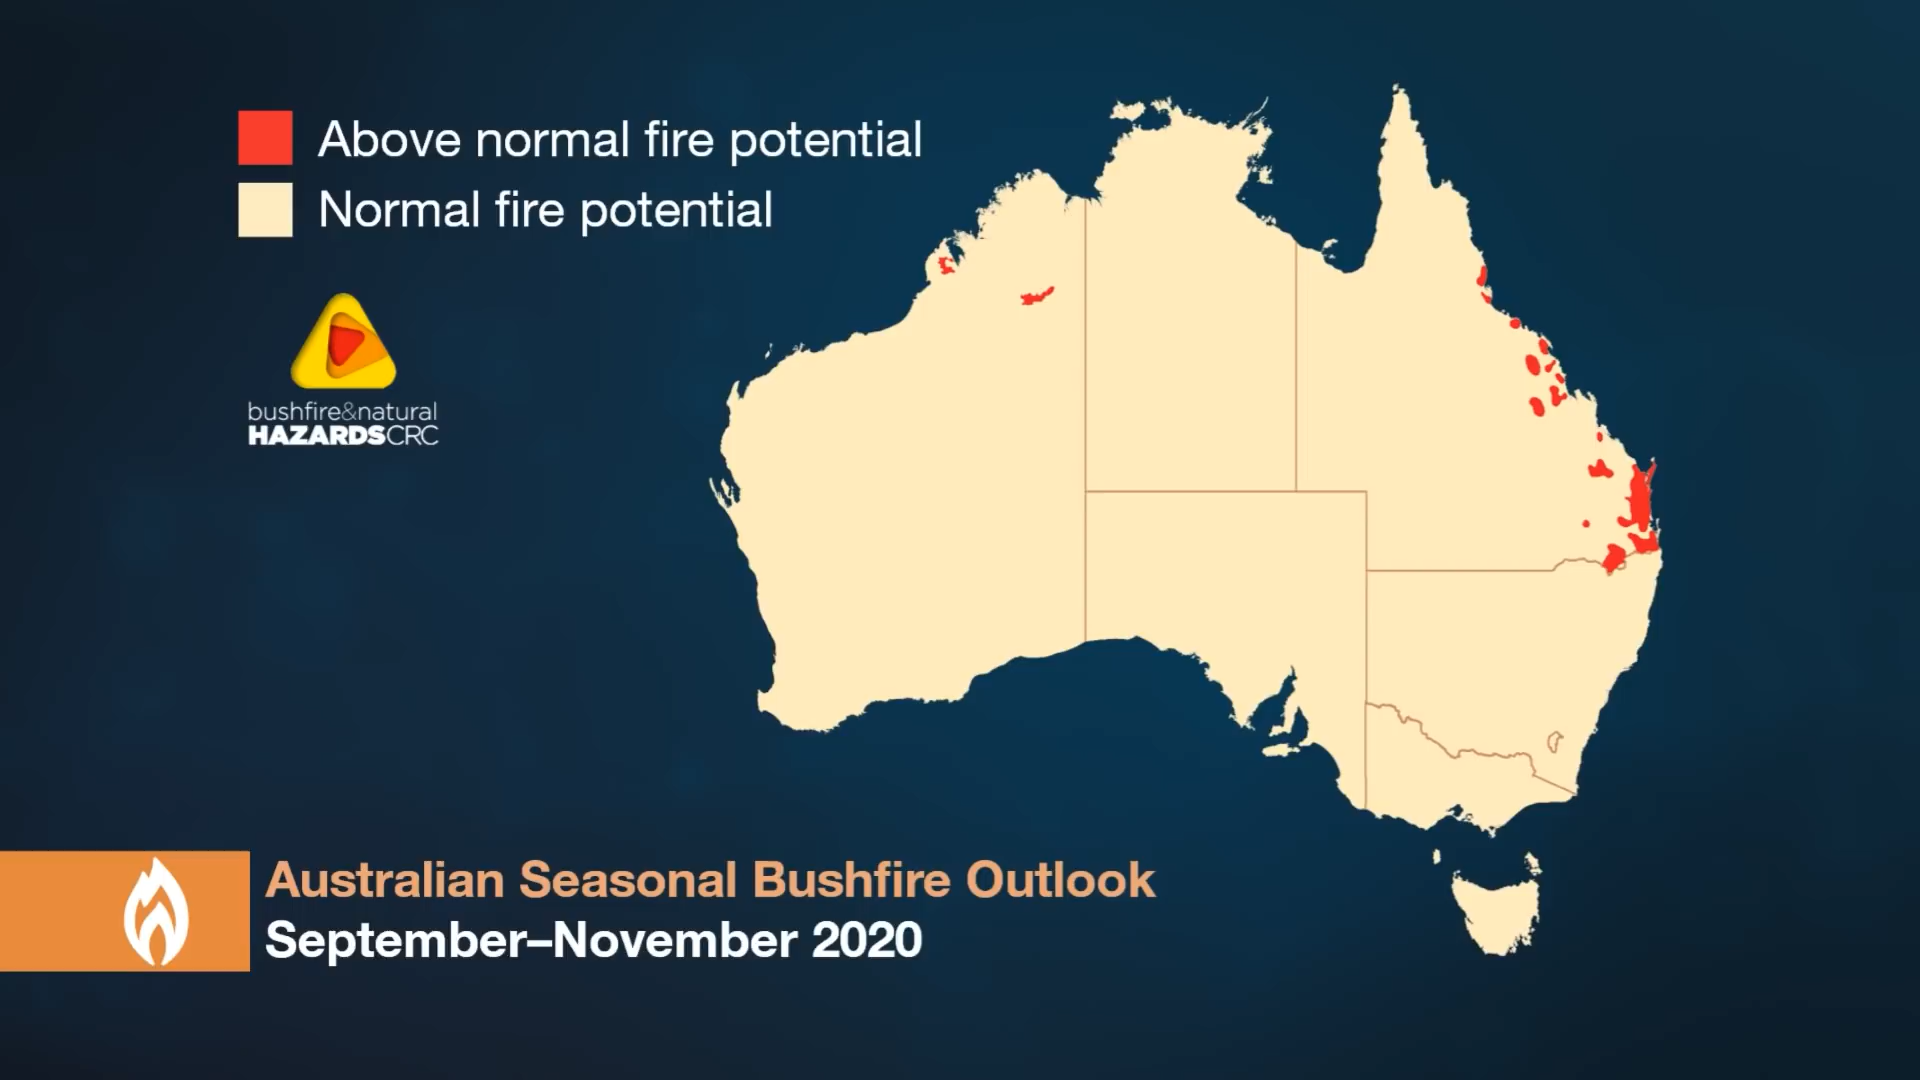 Above normal fire potential
Normal fire potential
bushfire&natural
HAZARDSCRC
Australian Seasonal Bushfire Outlook
September–November 2020